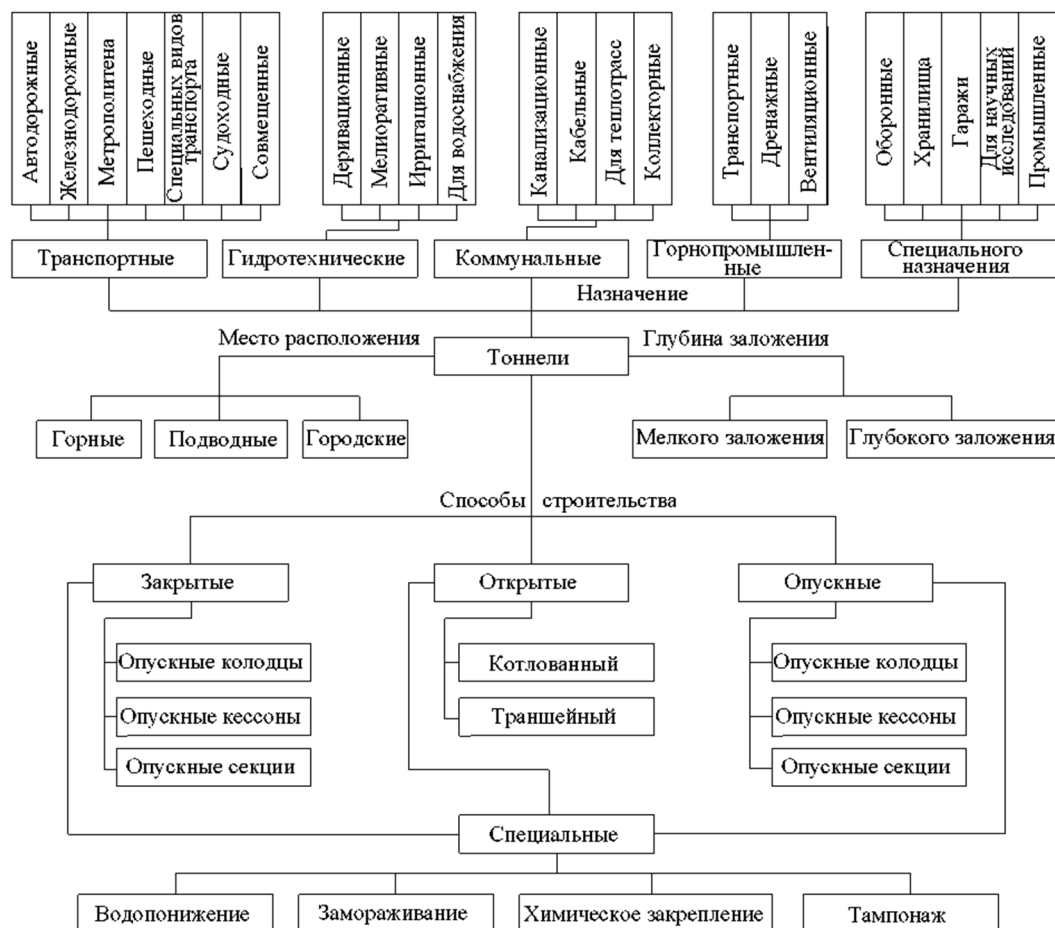 Автодорожные
Железнодорожные
Метрополитена
Пешеходные
Специальных видов
транспорта
Судоходные
Совмещенные
Деривационные
Мелиоративные
Ирригационные
Для водоснабжения
Канализационные
Кабельные
Для теплотрасс
Коллекторные
Транспортные
Дренажные
Вентиляционные
Оборонные
Хранилища
Гаражи
Для научных
исследований
Промышленные
Транспортные
Гидротехнические
Коммунальные
Горнопромышлен-
ные
Специального
назначения
Назначение
Место расположения
Тоннели
Глубина заложения
Горные
Подводные
Городские
Мелкого заложения
Глубокого заложения
Способы строительства
Закрытые
Открытые
Опускные
Опускные колодцы
Котлованный
Опускные колодцы
Опускные кессоны
Траншейный
Опускные кессоны
Опускные секции
Опускные секции
Специальные
Водопонижение
Замораживание
Химическое закрепление
Тампонаж